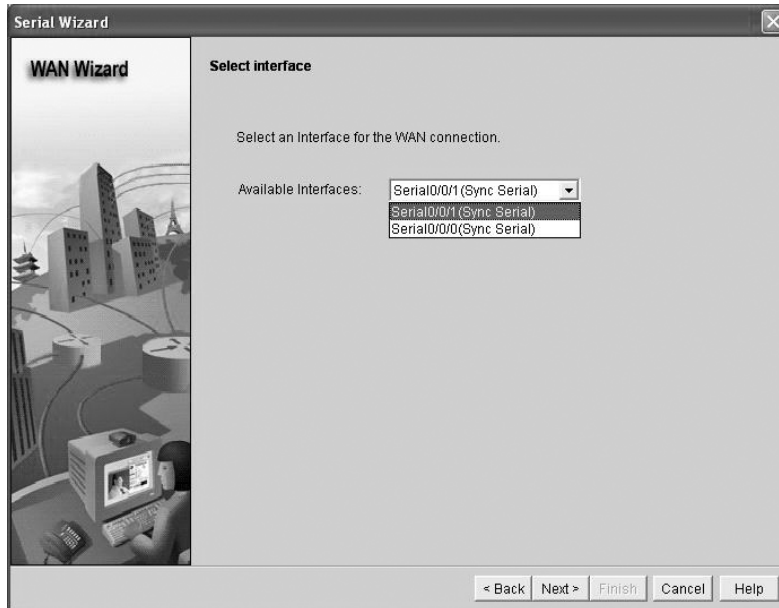 Serial Wizard
WAN Wizard
Select interface
Select an Interface for the WAN connection.
Available Interfaces: Serial0/0/1(Sync Serial)
Serial0/0/1(Sync Serial)
Serial0/0/0(Sync Serial)
< Back Next > Finish Cancel Help